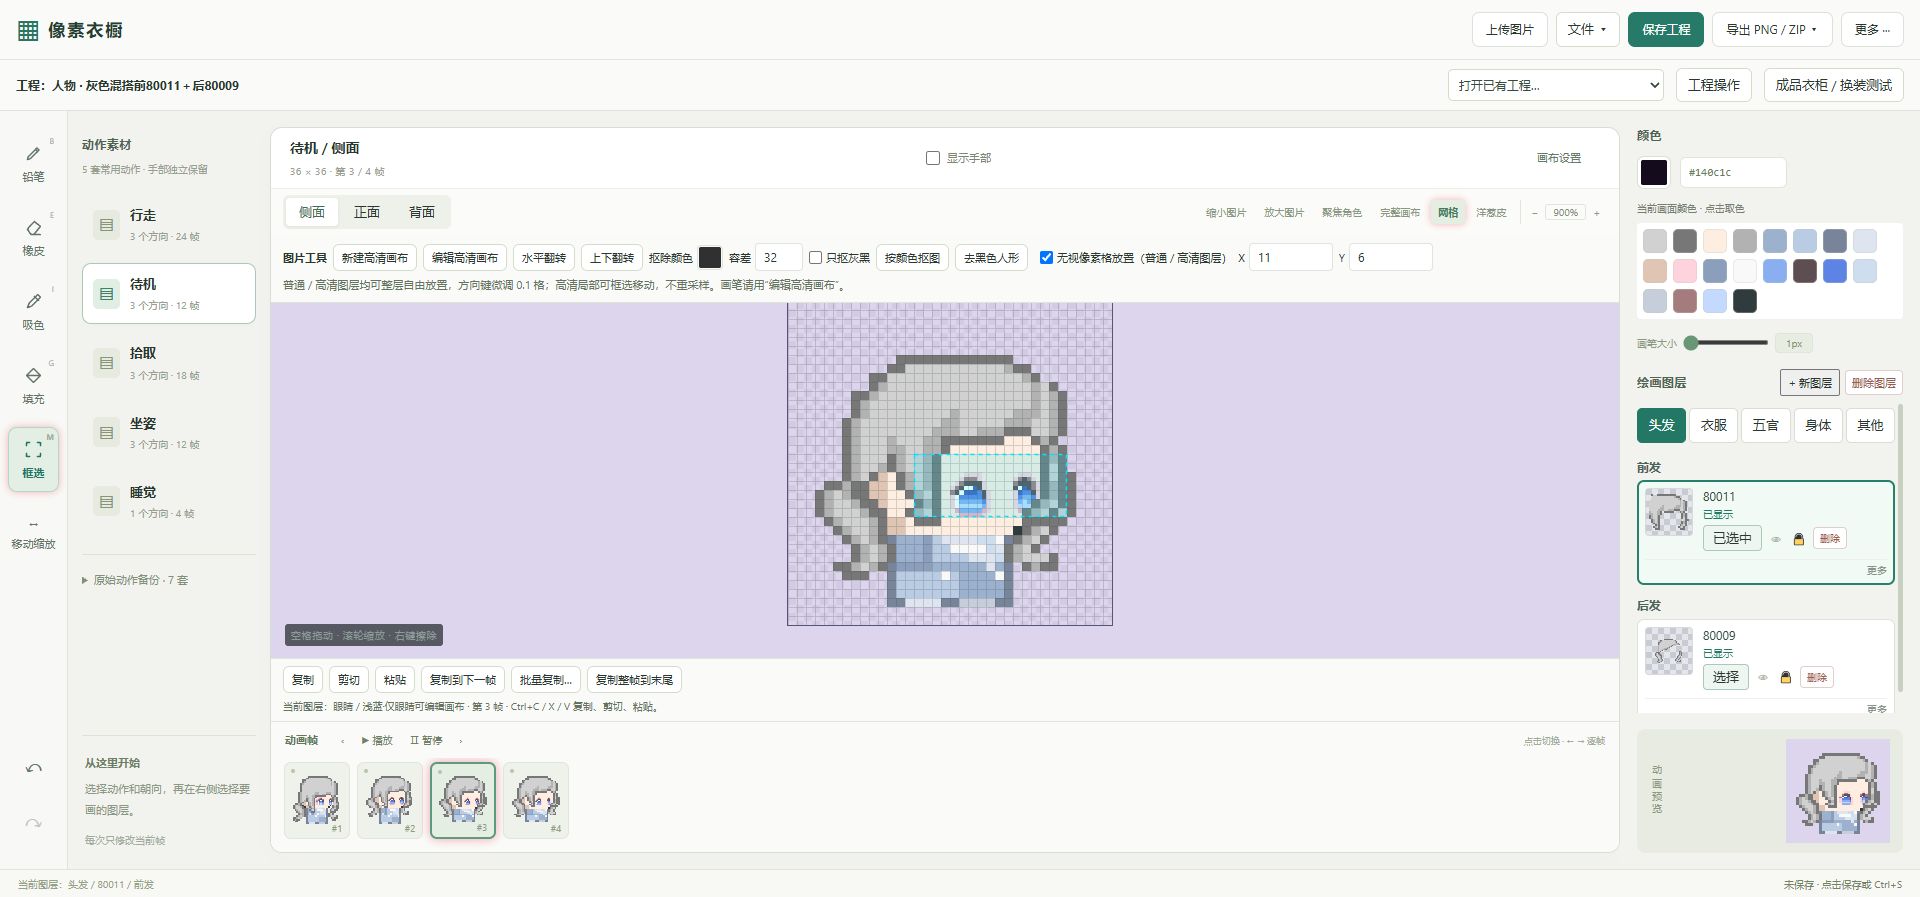 像素衣橱
上传图片
文件 ▾
保存工程
导出 PNG / ZIP ▾
更多 ···
工程：人物 · 灰色混搭前80011 + 后80009
打开已有工程...
工程操作
成品衣柜 / 换装测试
B
铅笔
E
橡皮
I
吸色
G
填充
M
框选
↔
移动缩放
动作素材
5 套常用动作 · 手部独立保留
行走
3 个方向 · 24 帧
待机
3 个方向 · 12 帧
拾取
3 个方向 · 18 帧
坐姿
3 个方向 · 12 帧
睡觉
1 个方向 · 4 帧
▶ 原始动作备份 · 7 套
从这里开始
选择动作和朝向，再在右侧选择要
画的图层。
每次只修改当前帧
待机 / 侧面
36 × 36 · 第 3 / 4 帧
显示手部
画布设置
侧面
正面
背面
缩小图片
放大图片
聚焦角色
完整画布
网格
洋葱皮
−
900%
+
图片工具
新建高清画布
编辑高清画布
水平翻转
上下翻转
抠除颜色
容差
32
只抠灰黑
按颜色抠图
去黑色人形
无视像素格放置（普通 / 高清图层）
X
11
Y
6
普通 / 高清图层均可整层自由放置，方向键微调 0.1 格；高清局部可框选移动，不重采样。画笔请用“编辑高清画布”。
空格拖动 · 滚轮缩放 · 右键擦除
复制
剪切
粘贴
复制到下一帧
批量复制...
复制整帧到末尾
当前图层：眼睛 / 浅蓝·仅眼睛可编辑画布 · 第 3 帧 · Ctrl+C / X / V 复制、剪切、粘贴。
动画帧
‹
▶ 播放
II 暂停
›
点击切换 · ← → 逐帧
#1
#2
#3
#4
颜色
#140c1c
当前画面颜色 · 点击取色
画笔大小
1px
绘画图层
+ 新图层
删除图层
头发
衣服
五官
身体
其他
前发
80011
已显示
已选中
删除
更多
后发
80009
已显示
选择
删除
更多
动画预览
当前图层：头发 / 80011 / 前发
未保存 · 点击保存或 Ctrl+S